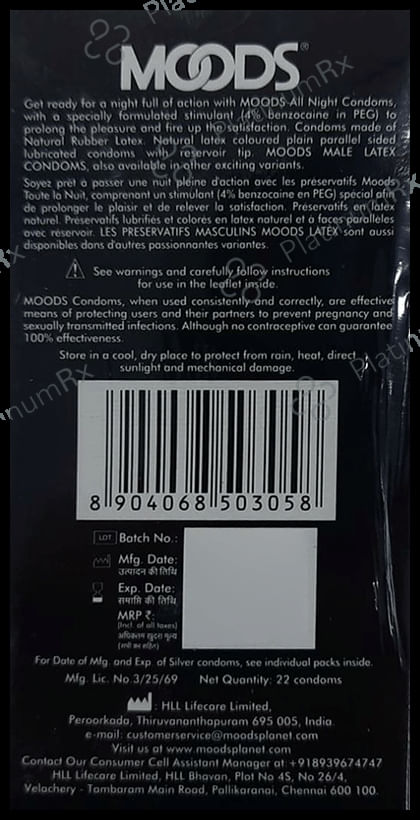 MOODS®
Get ready for a night full of action with MOODS All Night Condoms,
with a specially formulated stimulant (4% benzocaine in PEG) to
prolong the pleasure and fire up the satisfaction. Condoms made of
Natural Rubber Latex. Natural latex coloured plain parallel sided
lubricated condoms with reservoir tip. MOODS MALE LATEX
CONDOMS, also available in other exciting variants.
Soyez prêt à passer une nuit pleine d'action avec les préservatifs Moods
Toute la Nuit, comprenant un stimulant (4% benzocaine en PEG) spécial afin
de prolonger le plaisir et de relever la satisfaction. Préservatifs en latex
naturel. Préservatifs lubrifiés et colorés en latex naturel et à faces parallèles
avec réservoir. LES PRESERVATIFS MASCULINS MOODS LATEX sont aussi
disponibles dans d'autres passionnantes variantes.
See warnings and carefully follow instructions
for use in the leaflet inside.
MOODS Condoms, when used consistently and correctly, are effective
means of protecting users and their partners to prevent pregnancy and
sexually transmitted infections. Although no contraceptive can guarantee
100% effectiveness.
Store in a cool, dry place to protect from rain, heat, direct
sunlight and mechanical damage.
8 904068 503058
LOT Batch No.:
Mfg. Date:
उत्पादन की तिथि
Exp. Date:
समाप्ति की तिथि
MRP ₹:
(Incl. of all taxes)
अधिकतम खुदरा मूल्य
(सभी कर सहित)
For Date of Mfg. and Exp. of Silver condoms, see individual packs inside.
Mfg. Lic. No 3/25/69 Net Quantity: 22 condoms
: HLL Lifecare Limited,
Peroorkada, Thiruvananthapuram 695 005, India.
e-mail: customerservice@moodsplanet.com
Visit us at www.moodsplanet.com
Contact Our Consumer Cell Assistant Manager at +918939674747
HLL Lifecare Limited, HLL Bhavan, Plot No 4S, No 26/4,
Velachery - Tambaram Main Road, Pallikaranai, Chennai 600 100.
PlatinumRx